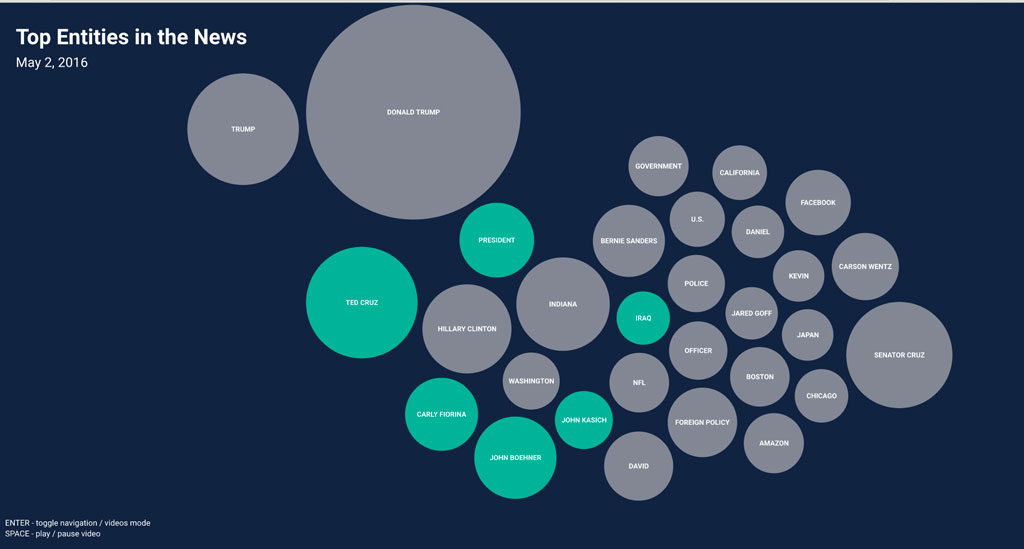 Top Entities in the News
May 2, 2016
DONALD TRUMP
TRUMP
GOVERNMENT
CALIFORNIA
FACEBOOK
U.S.
DANIEL
PRESIDENT
BERNIE SANDERS
CARSON WENTZ
KEVIN
POLICE
TED CRUZ
INDIANA
JARED GOFF
IRAQ
HILLARY CLINTON
JAPAN
OFFICER
SENATOR CRUZ
BOSTON
WASHINGTON
NFL
CHICAGO
CARLY FIORINA
JOHN KASICH
FOREIGN POLICY
AMAZON
JOHN BOEHNER
DAVID
ENTER - toggle navigation / videos mode
SPACE - play / pause video